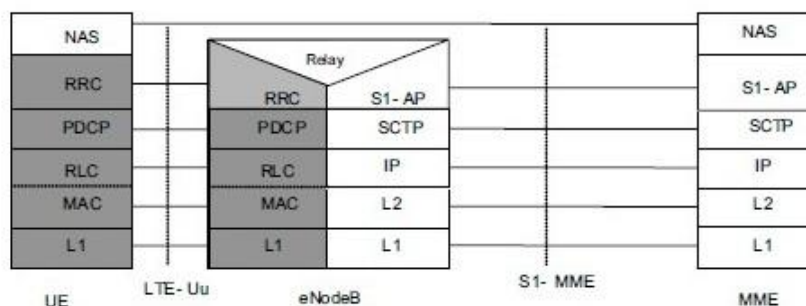 NAS
NAS
Relay
RRC
RRC
S1-AP
S1-AP
PDCP
PDCP
SCTP
SCTP
RLC
RLC
IP
IP
MAC
MAC
L2
L2
L1
L1
L1
L1
UE
LTE-Uu
eNodeB
S1-MME
MME